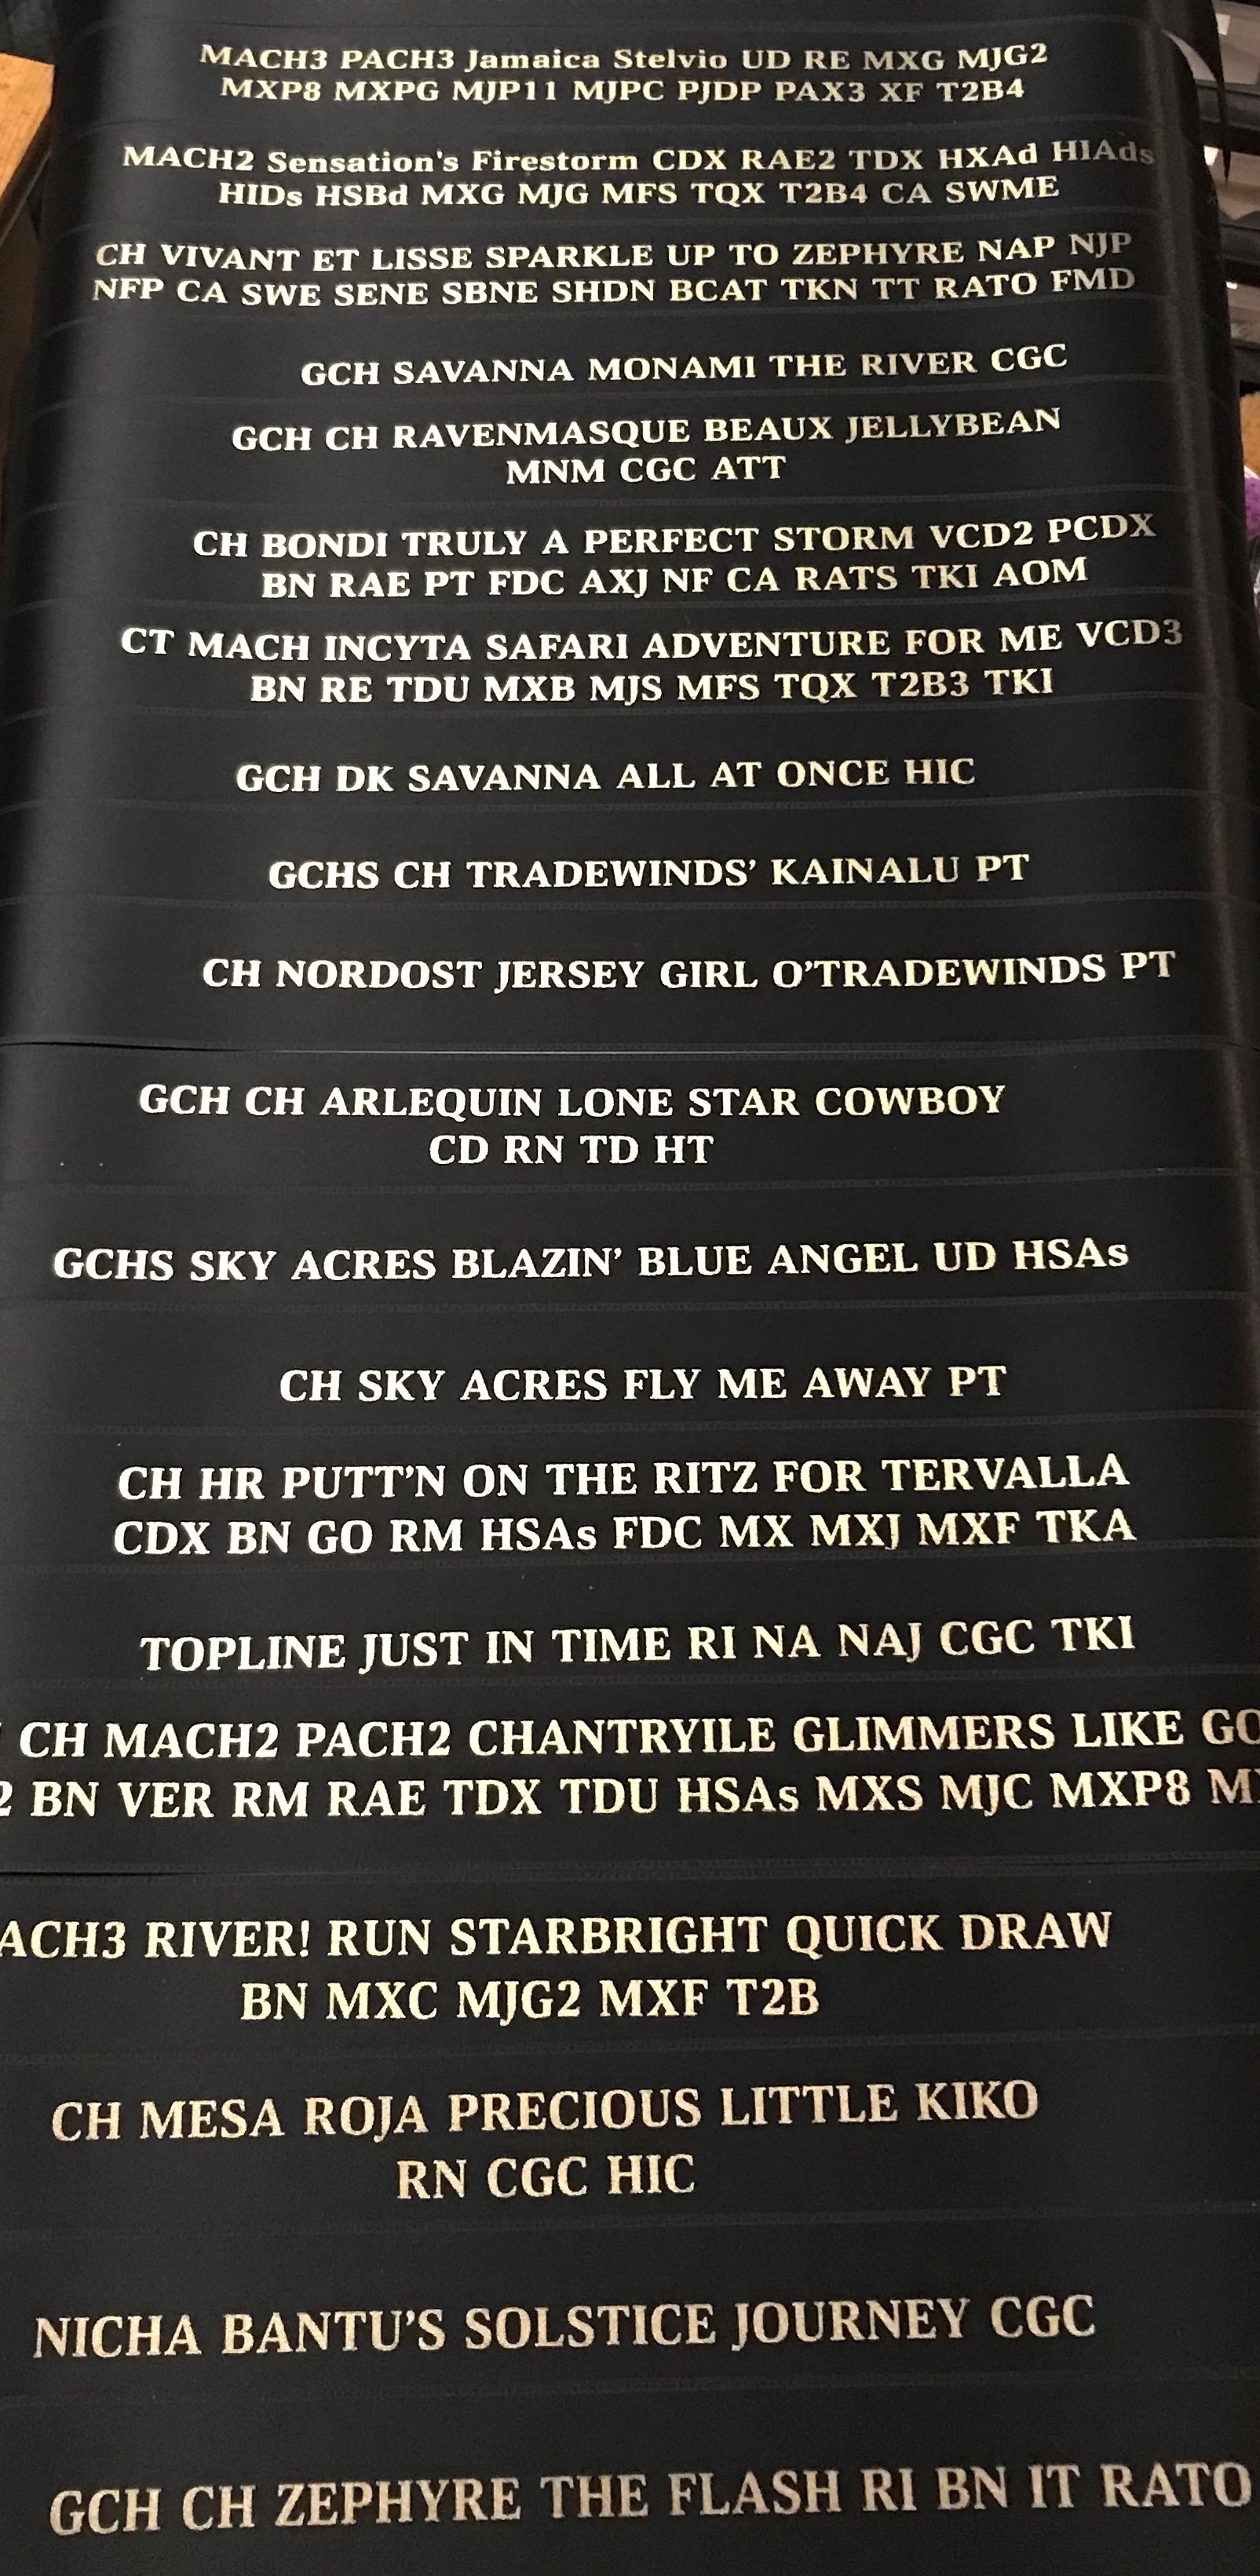 MACH3 PACH3 Jamaica Stelvio UD RE MXG MJG2
MXP8 MXPG MJP11 MJPC PJDP PAX3 XF T2B4
MACH2 Sensation's Firestorm CDX RAE2 TDX HXAd HIAds
HIDs HSBd MXG MJG MFS TQX T2B4 CA SWME
CH VIVANT ET LISSE SPARKLE UP TO ZEPHYRE NAP NJP
NFP CA SWE SENE SBNE SHDN BCAT TKN TT RATO FMD
GCH SAVANNA MONAMI THE RIVER CGC
GCH CH RAVENMASQUE BEAUX JELLYBEAN
MNM CGC ATT
CH BONDI TRULY A PERFECT STORM VCD2 PCDX
BN RAE PT FDC AXJ NF CA RATS TKI AOM
CT MACH INCYTA SAFARI ADVENTURE FOR ME VCD3
BN RE TDU MXB MJS MFS TQX T2B3 TKI
GCH DK SAVANNA ALL AT ONCE HIC
GCHS CH TRADEWINDS’ KAINALU PT
CH NORDOST JERSEY GIRL O’TRADEWINDS PT
GCH CH ARLEQUIN LONE STAR COWBOY
CD RN TD HT
GCHS SKY ACRES BLAZIN’ BLUE ANGEL UD HSAs
CH SKY ACRES FLY ME AWAY PT
CH HR PUTT’N ON THE RITZ FOR TERVALLA
CDX BN GO RM HSAs FDC MX MXJ MXF TKA
TOPLINE JUST IN TIME RI NA NAJ CGC TKI
CH MACH2 PACH2 CHANTRYILE GLIMMERS LIKE
BN VER RM RAE TDX TDU HSAs MXS MJC MXP8
ACH3 RIVER! RUN STARBRIGHT QUICK DRAW
BN MXC MJG2 MXF T2B
CH MESA ROJA PRECIOUS LITTLE KIKO
RN CGC HIC
NICHA BANTU’S SOLSTICE JOURNEY CGC
GCH CH ZEPHYRE THE FLASH RI BN IT RATO